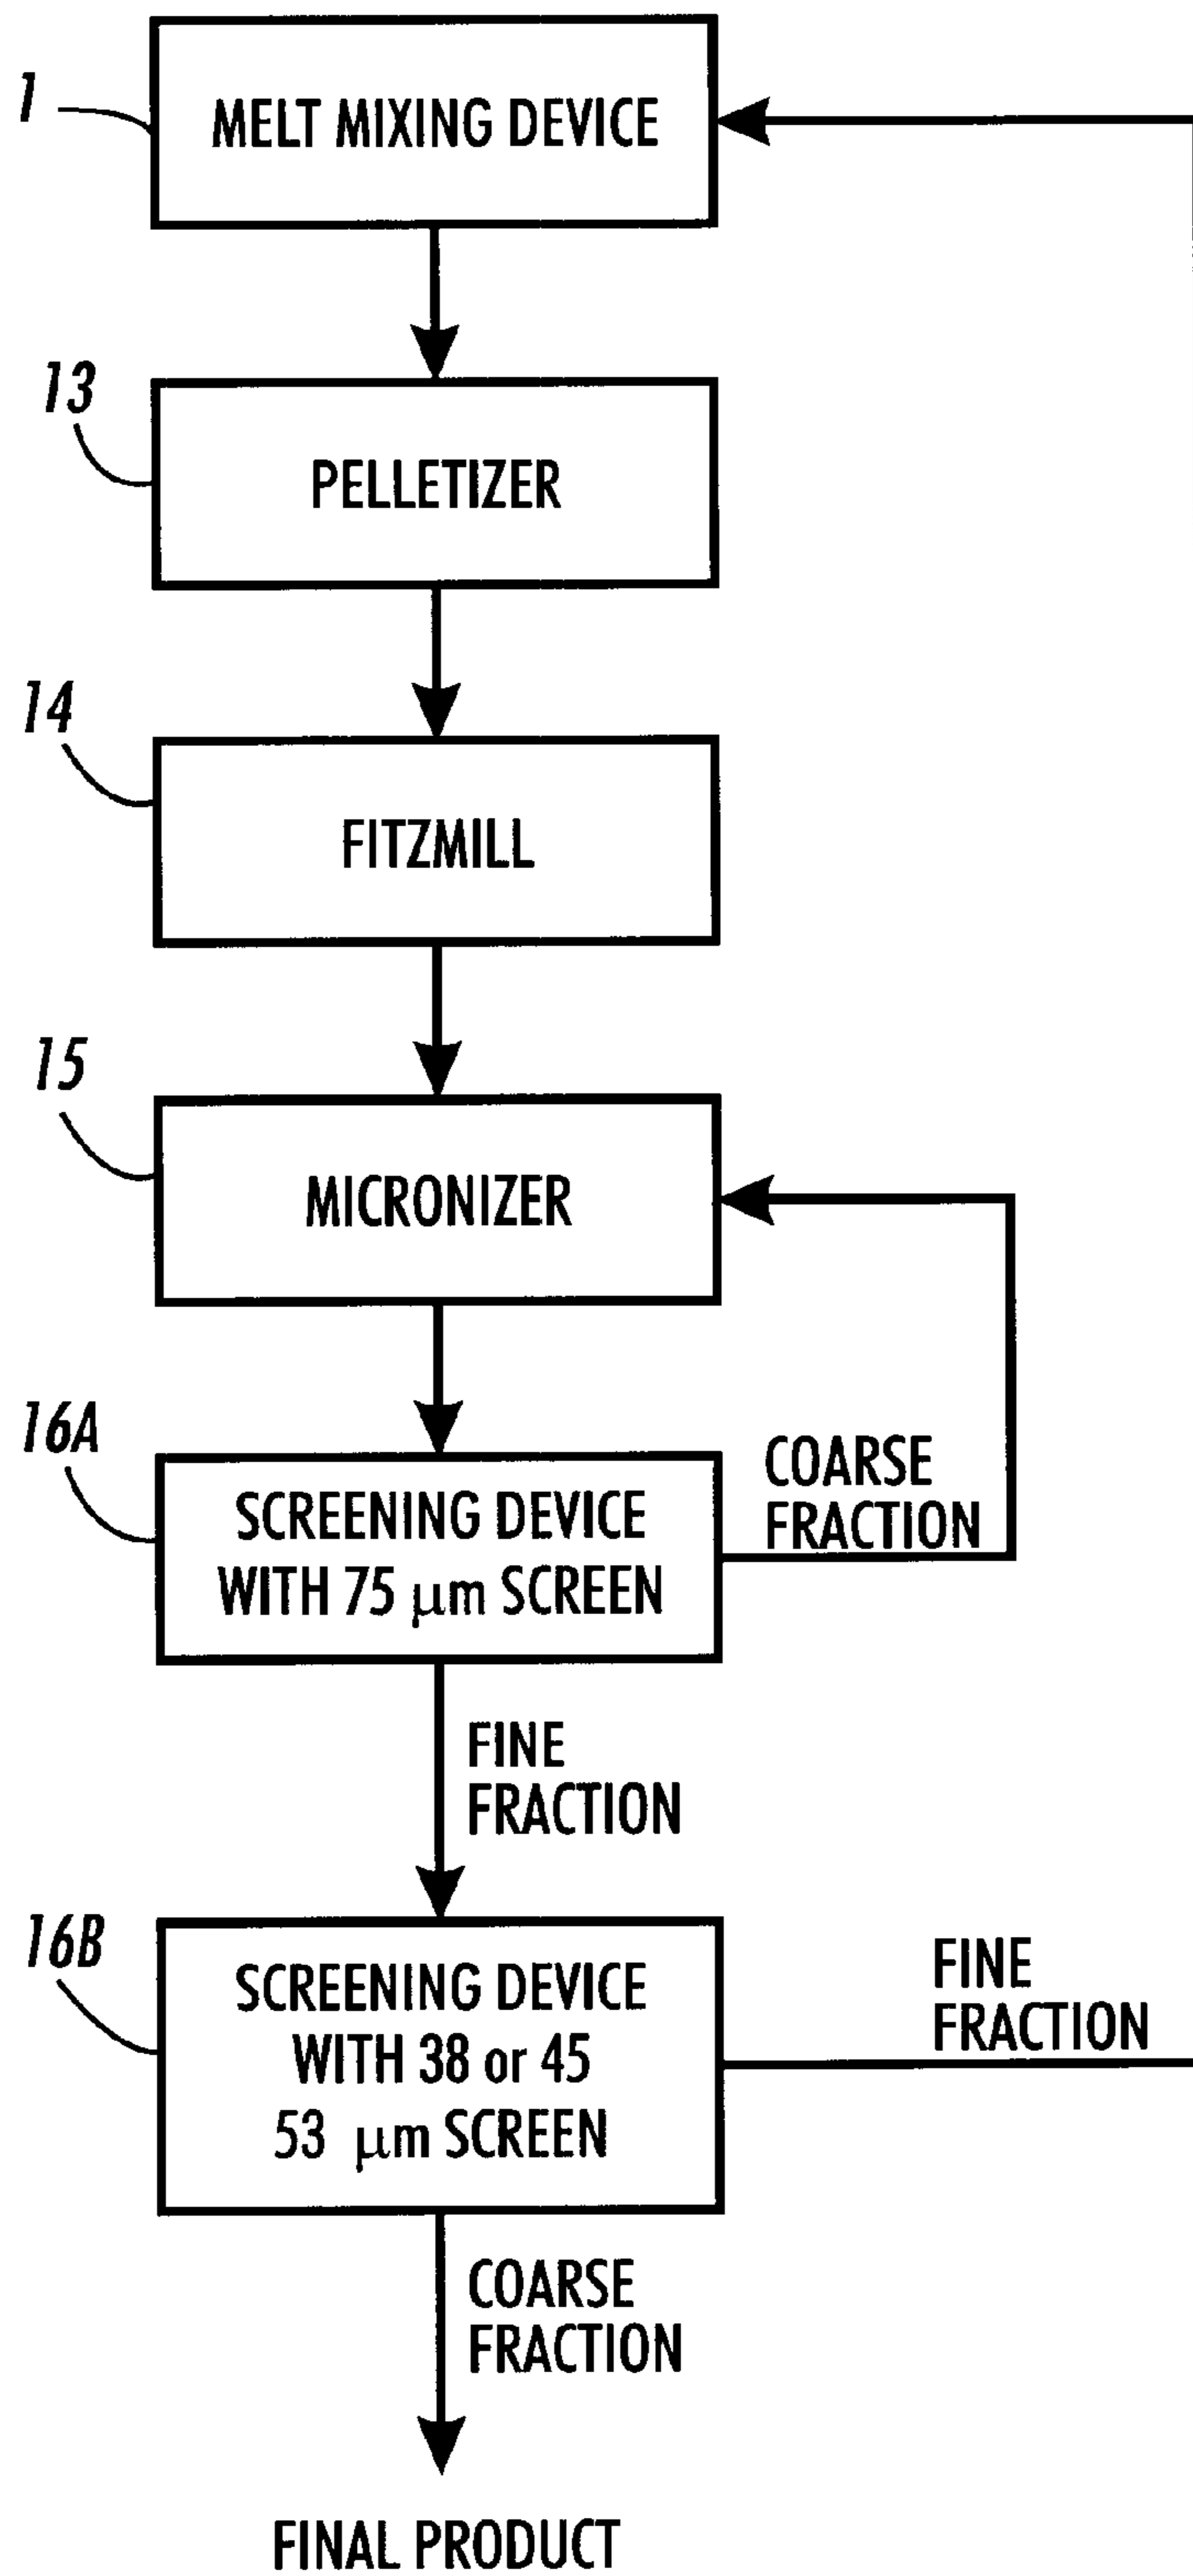 1
MELT MIXING DEVICE
13
PELLETIZER
14
FITZMILL
15
MICRONIZER
16A
SCREENING DEVICE
WITH 75 μm SCREEN
COARSE
FRACTION
FINE
FRACTION
16B
SCREENING DEVICE
WITH 38 or 45
53 μm SCREEN
FINE
FRACTION
COARSE
FRACTION
FINAL PRODUCT